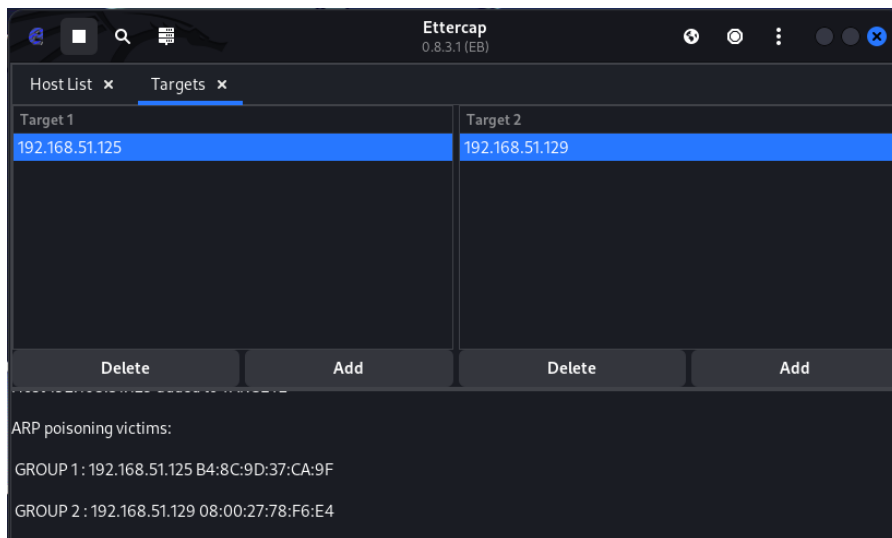 Ettercap
0.8.3.1 (EB)
Host List × Targets ×
Target 1 Target 2
192.168.51.125 192.168.51.129
Delete Add Delete Add
ARP poisoning victims:
GROUP 1 : 192.168.51.125 B4:8C:9D:37:CA:9F
GROUP 2 : 192.168.51.129 08:00:27:78:F6:E4